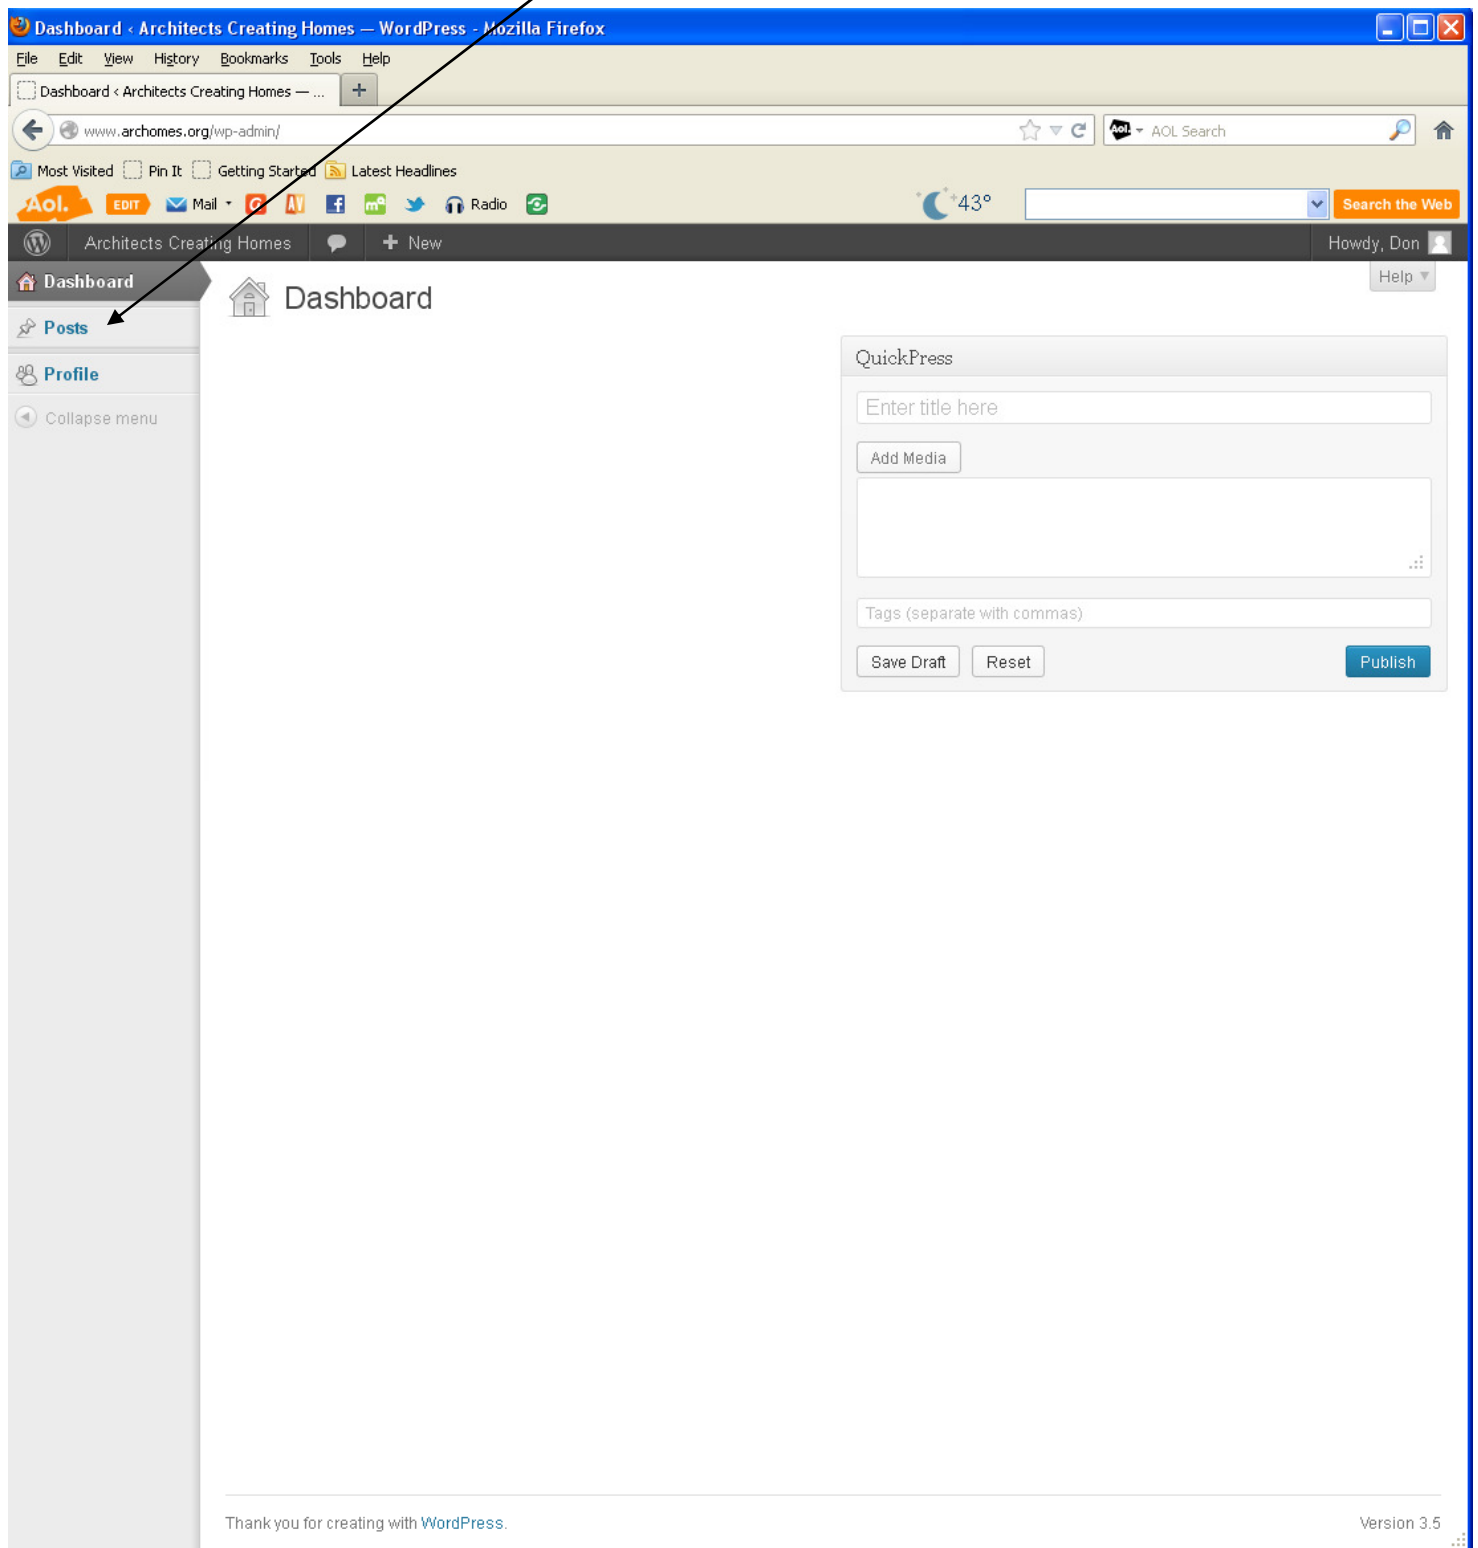 Dashboard ‹ Architects Creating Homes — WordPress - Mozilla Firefox
File Edit View History Bookmarks Tools Help
Dashboard ‹ Architects Creating Homes — ... +
www.archomes.org/wp-admin/ AOL Search
Most Visited Pin It Getting Started Latest Headlines
Aol. EDIT Mail Radio 43° Search the Web
Architects Creating Homes + New Howdy, Don
Dashboard
Help
Dashboard
Posts
Profile
Collapse menu
QuickPress
Enter title here
Add Media
Tags (separate with commas)
Save Draft Reset Publish
Thank you for creating with WordPress. Version 3.5